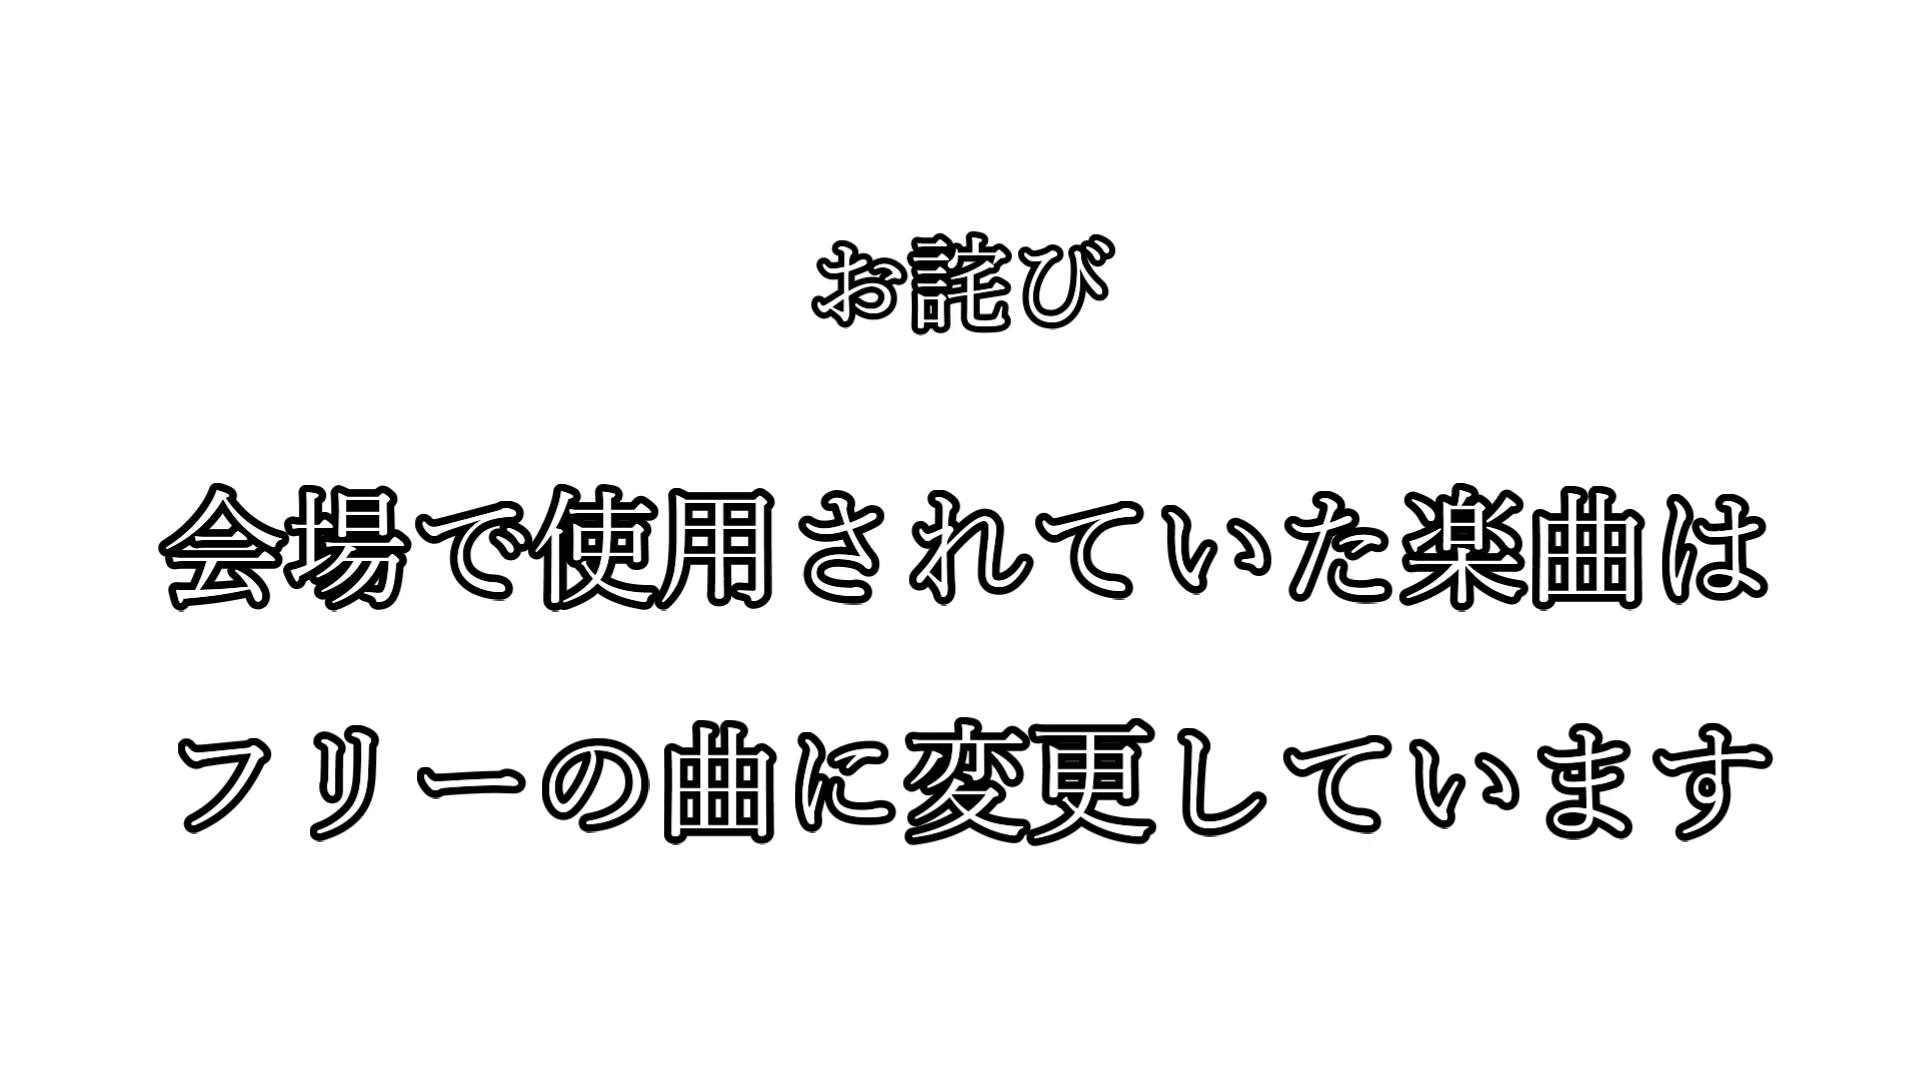 お詫び
会場で使用されていた楽曲は
フリーの曲に変更しています